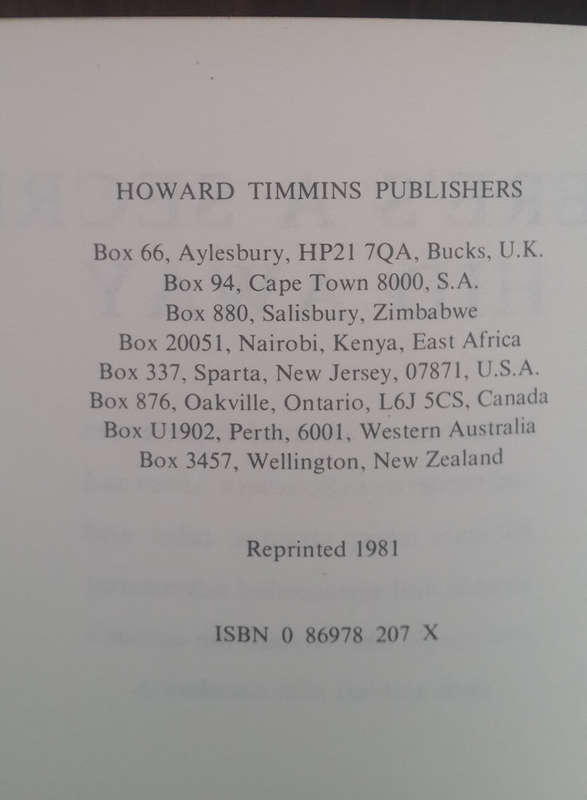 HOWARD TIMMINS PUBLISHERS
Box 66, Aylesbury, HP21 7QA, Bucks, U.K.
Box 94, Cape Town 8000, S.A.
Box 880, Salisbury, Zimbabwe
Box 20051, Nairobi, Kenya, East Africa
Box 337, Sparta, New Jersey, 07871, U.S.A.
Box 876, Oakville, Ontario, L6J 5CS, Canada
Box U1902, Perth, 6001, Western Australia
Box 3457, Wellington, New Zealand
Reprinted 1981
ISBN 0 86978 207 X